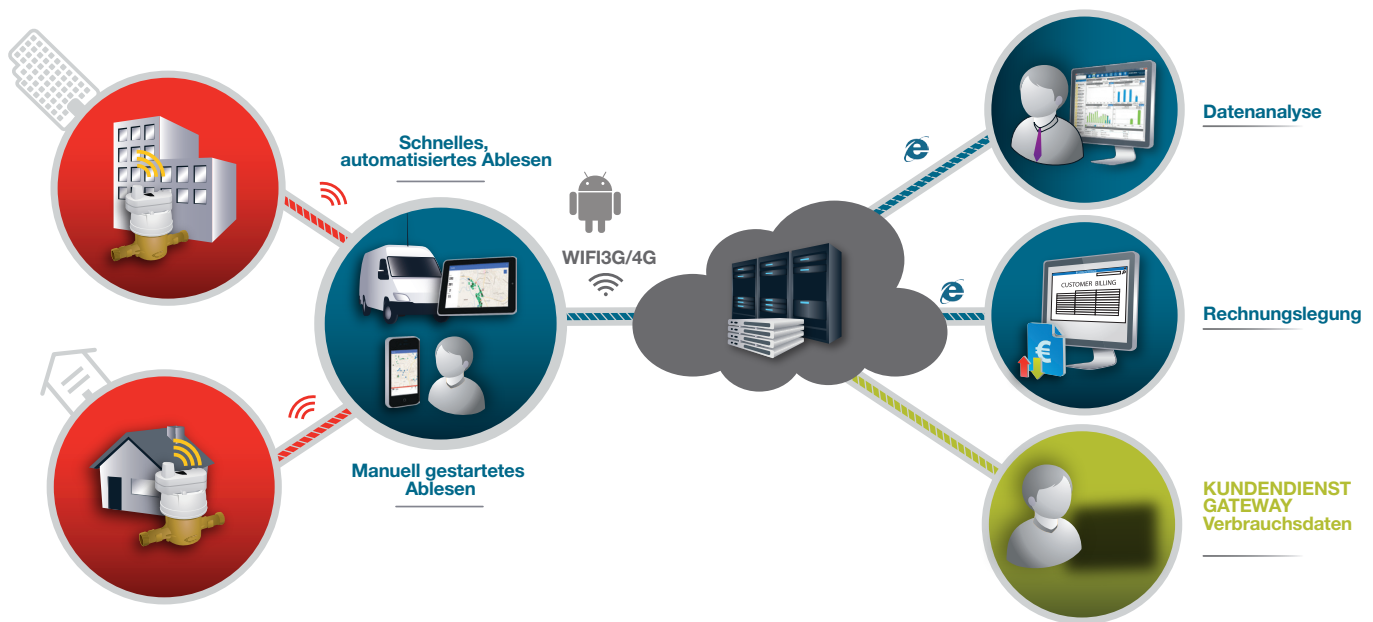 Schnelles,
automatisiertes Ablesen
WIFI3G/4G
Manuell gestartetes
Ablesen
Datenanalyse
CUSTOMER BILLING
€
Rechnungslegung
KUNDENDIENST
GATEWAY
Verbrauchsdaten